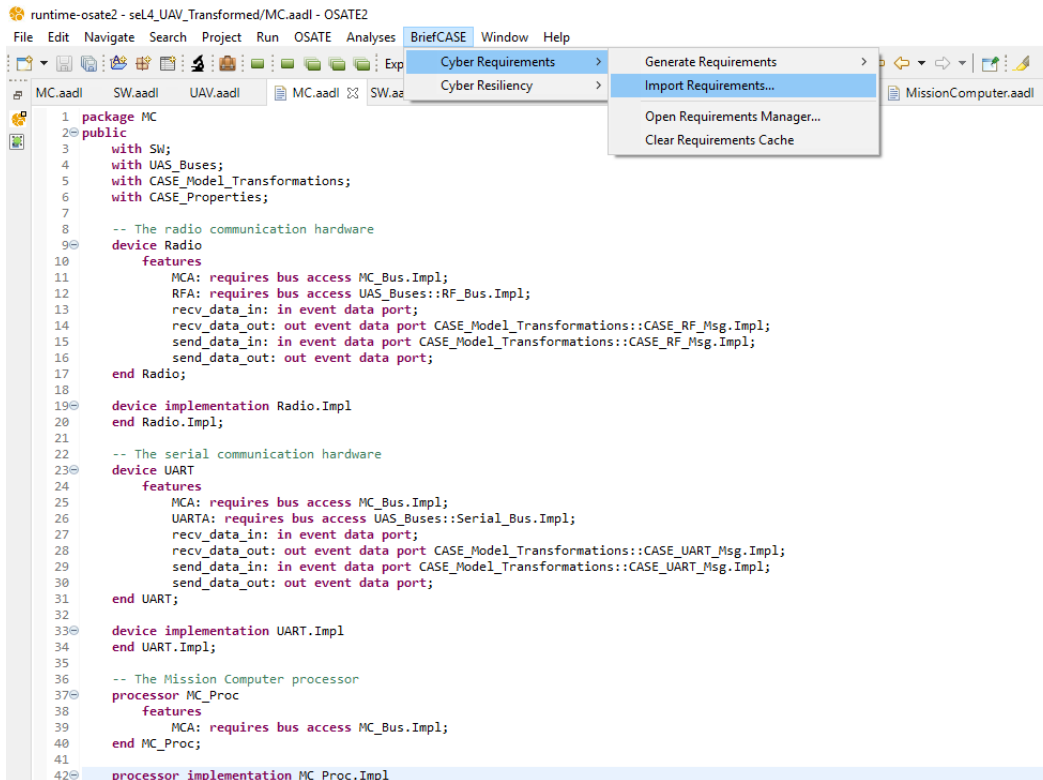 runtime-osate2 - seL4_UAV_Transformed/MC.aadl - OSATE2
File Edit Navigate Search Project Run OSATE Analyses BriefCASE Window Help
Exp
Cyber Requirements >
Cyber Resiliency >
Generate Requirements >
Import Requirements...
Open Requirements Manager...
Clear Requirements Cache
MC.aadl SW.aadl UAV.aadl MC.aadl SW.aa MissionComputer.aadl
1 package MC
2 public
3 with SW;
4 with UAS_Buses;
5 with CASE_Model_Transformations;
6 with CASE_Properties;
7
8 -- The radio communication hardware
9 device Radio
10 features
11 MCA: requires bus access MC_Bus.Impl;
12 RFA: requires bus access UAS_Buses::RF_Bus.Impl;
13 recv_data_in: in event data port;
14 recv_data_out: out event data port CASE_Model_Transformations::CASE_RF_Msg.Impl;
15 send_data_in: in event data port CASE_Model_Transformations::CASE_RF_Msg.Impl;
16 send_data_out: out event data port;
17 end Radio;
18
19 device implementation Radio.Impl
20 end Radio.Impl;
21
22 -- The serial communication hardware
23 device UART
24 features
25 MCA: requires bus access MC_Bus.Impl;
26 UARTA: requires bus access UAS_Buses::Serial_Bus.Impl;
27 recv_data_in: in event data port;
28 recv_data_out: out event data port CASE_Model_Transformations::CASE_UART_Msg.Impl;
29 send_data_in: in event data port CASE_Model_Transformations::CASE_UART_Msg.Impl;
30 send_data_out: out event data port;
31 end UART;
32
33 device implementation UART.Impl
34 end UART.Impl;
35
36 -- The Mission Computer processor
37 processor MC_Proc
38 features
39 MCA: requires bus access MC_Bus.Impl;
40 end MC_Proc;
41
42 processor implementation MC_Proc.Impl